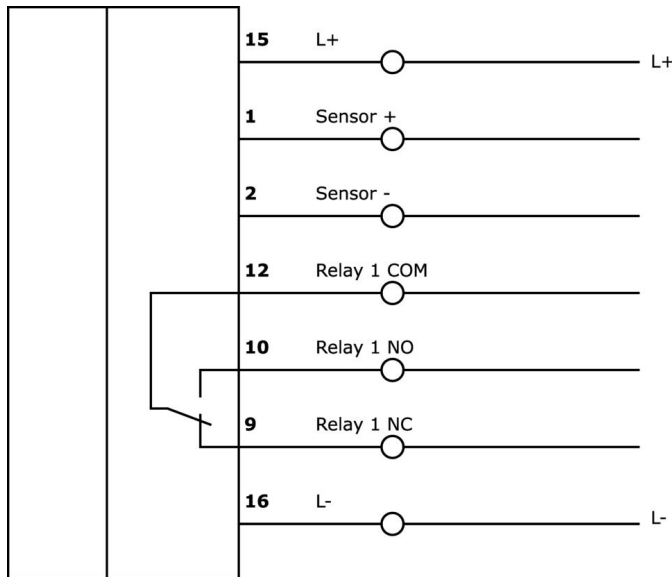 15 L+
L+
1 Sensor +
2 Sensor -
12 Relay 1 COM
10 Relay 1 NO
9 Relay 1 NC
16 L-
L-